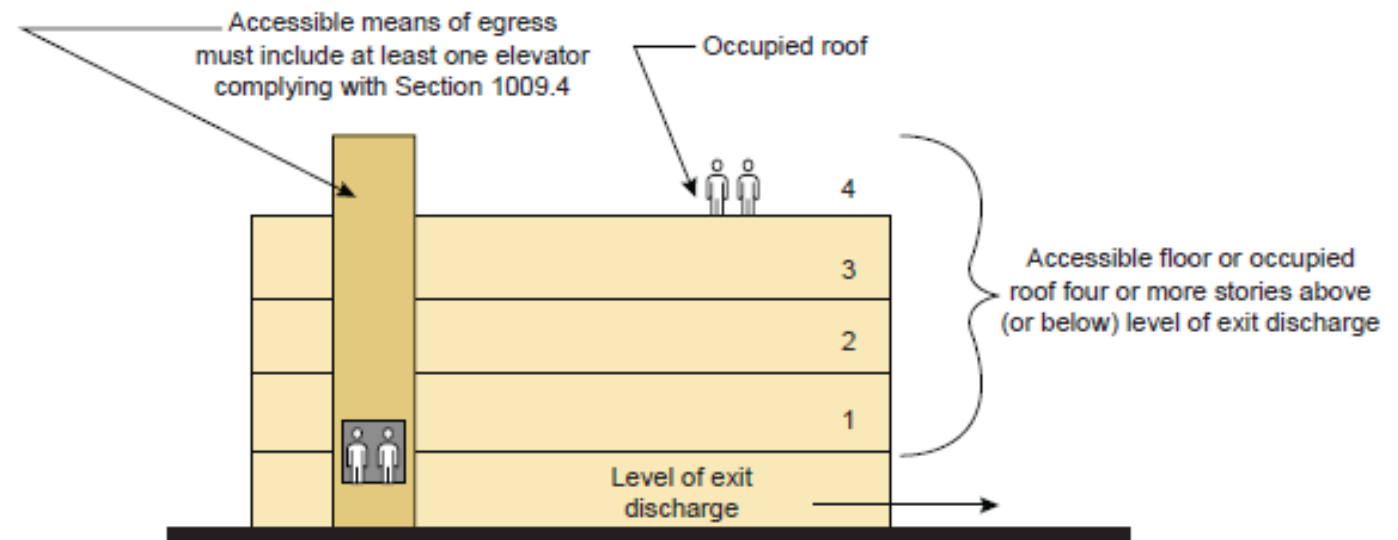 Accessible means of egress
must include at least one elevator
complying with Section 1009.4
Occupied roof
4
3
2
1
Accessible floor or occupied
roof four or more stories above
(or below) level of exit discharge
Level of exit
discharge